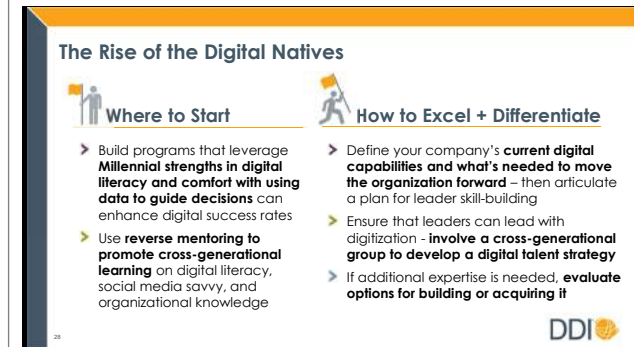 The Rise of the Digital Natives
Where to Start
Build programs that leverage
Millennial strengths in digital
literacy and comfort with using
data to guide decisions can
enhance digital success rates
Use reverse mentoring to
promote cross-generational
learning on digital literacy,
social media savvy, and
organizational knowledge
How to Excel + Differentiate
Define your company's current digital
capabilities and what's needed to move
the organization forward – then articulate
a plan for leader skill-building
Ensure that leaders can lead with
digitization - involve a cross-generational
group to develop a digital talent strategy
If additional expertise is needed, evaluate
options for building or acquiring it
DDI